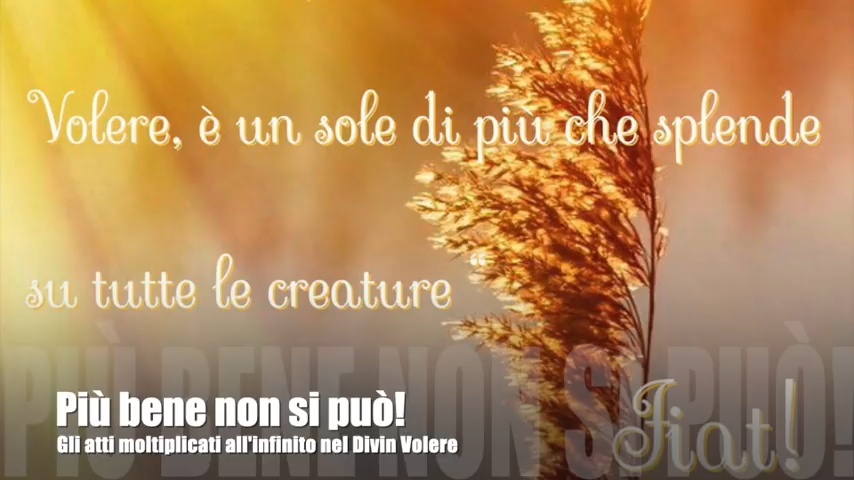 Volere, è un sole di più che splende
su tutte le creature "
PIÙ BENE NON SI PUÒ!
Più bene non si può!
Gli atti moltiplicati all'infinito nel Divin Volere
Fiat!